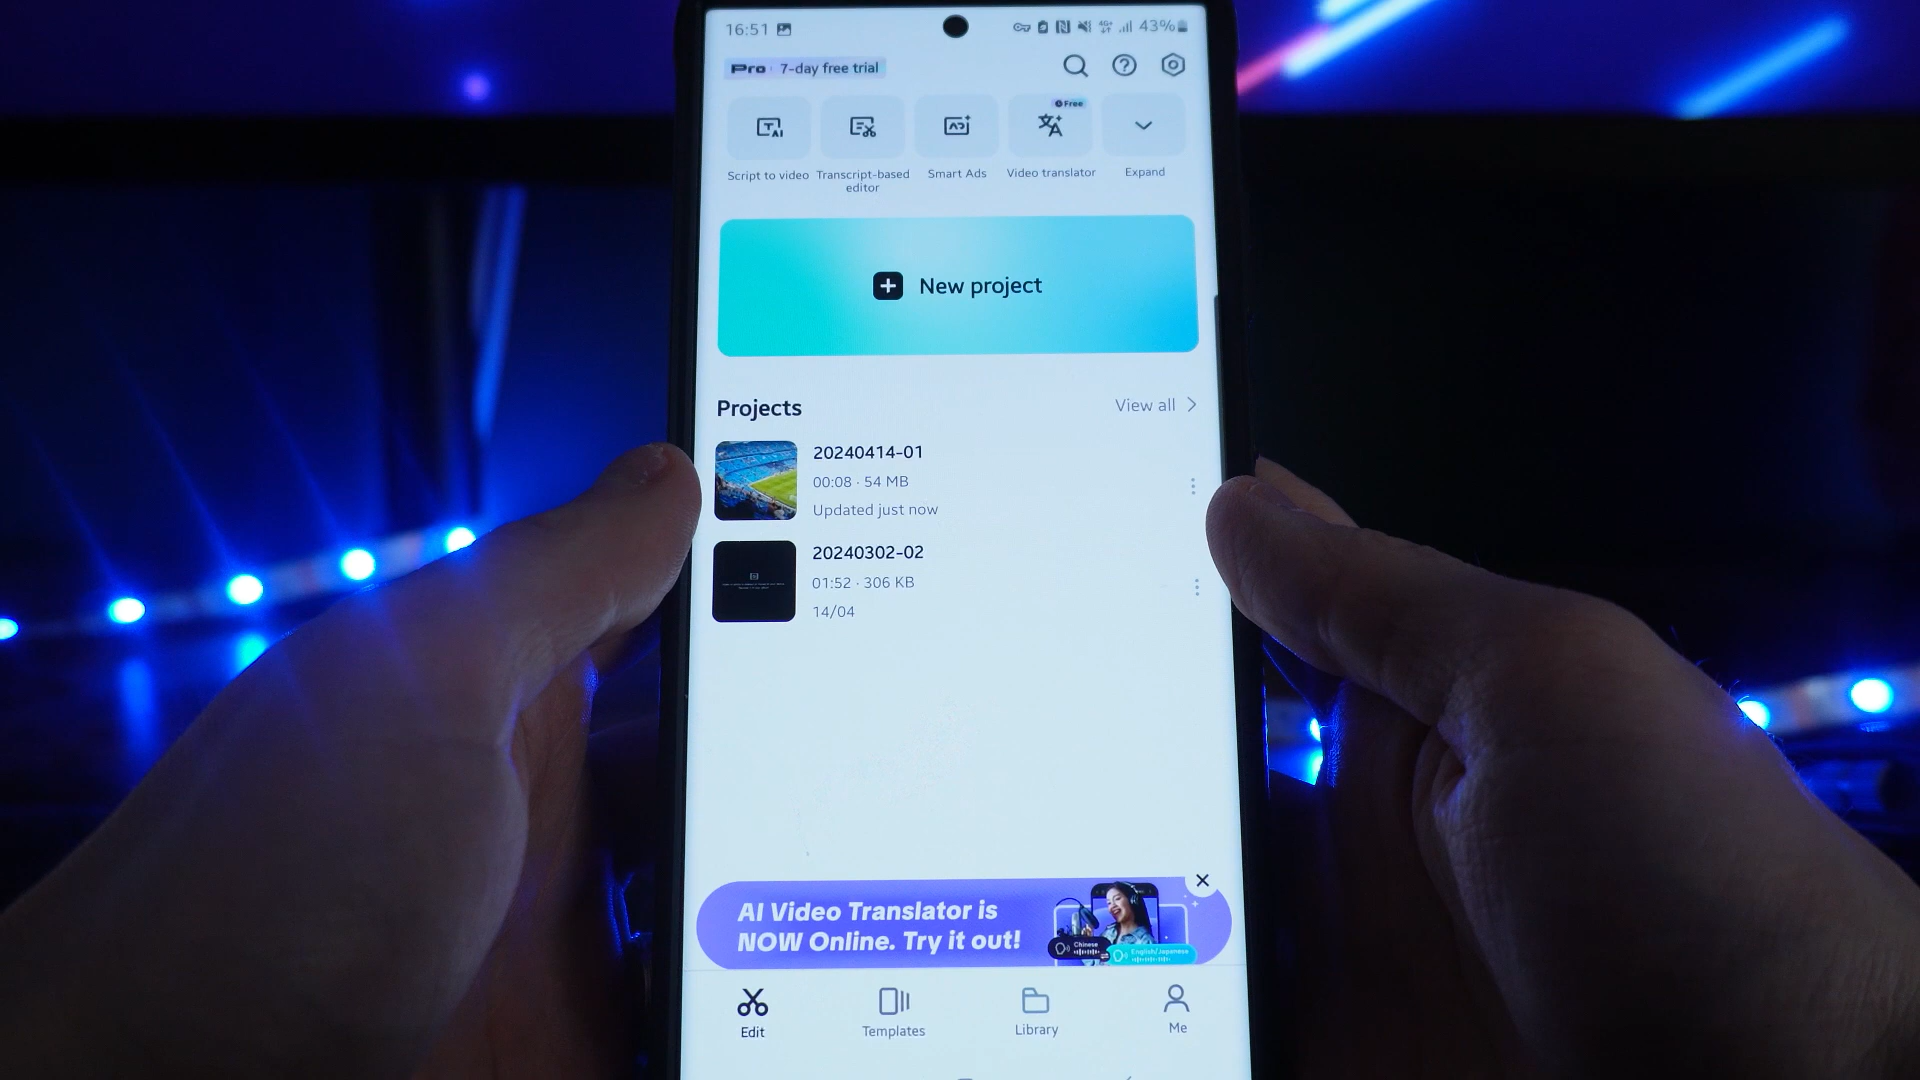 16:51
43%
Pro 7-day free trial
Free
Script to video
Transcript-based
editor
Smart Ads
Video translator
Expand
New project
Projects
View all
20240414-01
00:08 · 54 MB
Updated just now
20240302-02
01:52 · 306 KB
14/04
AI Video Translator is
NOW Online. Try it out!
Chinese
English/Japanese
Edit
Templates
Library
Me